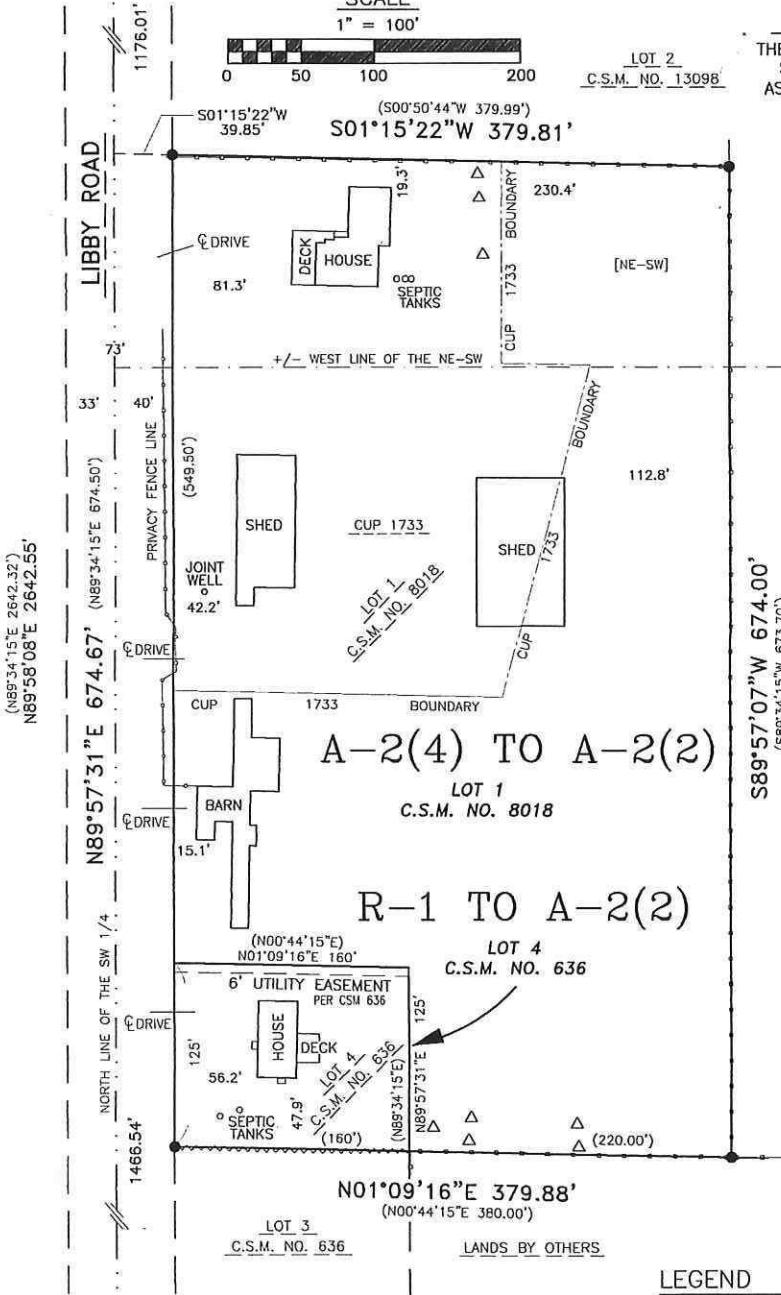 SCALE
1" = 100'
0 50 100 200
1176.01'
LOT 2
C.S.M. NO. 13098
THE
AS
S01°15'22"W
39.85'
(S00°50'44"W 379.99')
S01°15'22"W 379.81'
LIBBY ROAD
℄ DRIVE
19.3'
DECK
HOUSE
81.3'
SEPTIC
TANKS
CUP 1733 BOUNDARY
230.4'
[NE-SW]
73'
+/- WEST LINE OF THE NE-SW
33'
40'
PRIVACY FENCE LINE
(549.50')
SHED
CUP 1733
SHED
CUP 1733 BOUNDARY
112.8'
JOINT
WELL
42.2'
LOT 1
C.S.M. NO. 8018
(N89°34'15"E 2642.32')
N89°58'08"E 2642.55'
N89°57'31"E 674.67'
(N89°34'15"E 674.50')
℄ DRIVE
S89°57'07"W 674.00'
(S89°34'15"W 673.70')
CUP 1733 BOUNDARY
A-2(4) TO A-2(2)
LOT 1
C.S.M. NO. 8018
BARN
℄ DRIVE
15.1'
R-1 TO A-2(2)
LOT 4
C.S.M. NO. 636
NORTH LINE OF THE SW 1/4
(N00°44'15"E)
N01°09'16"E 160'
6' UTILITY EASEMENT
PER CSM 636
℄ DRIVE
125'
HOUSE
DECK
56.2'
LOT 4
C.S.M. NO. 636
SEPTIC
TANKS
47.9'
(160')
(N89°34'15"E)
N89°57'31"E 125'
(220.00')
1466.54'
N01°09'16"E 379.88'
(N00°44'15"E 380.00')
LOT 3
C.S.M. NO. 636
LANDS BY OTHERS
LEGEND